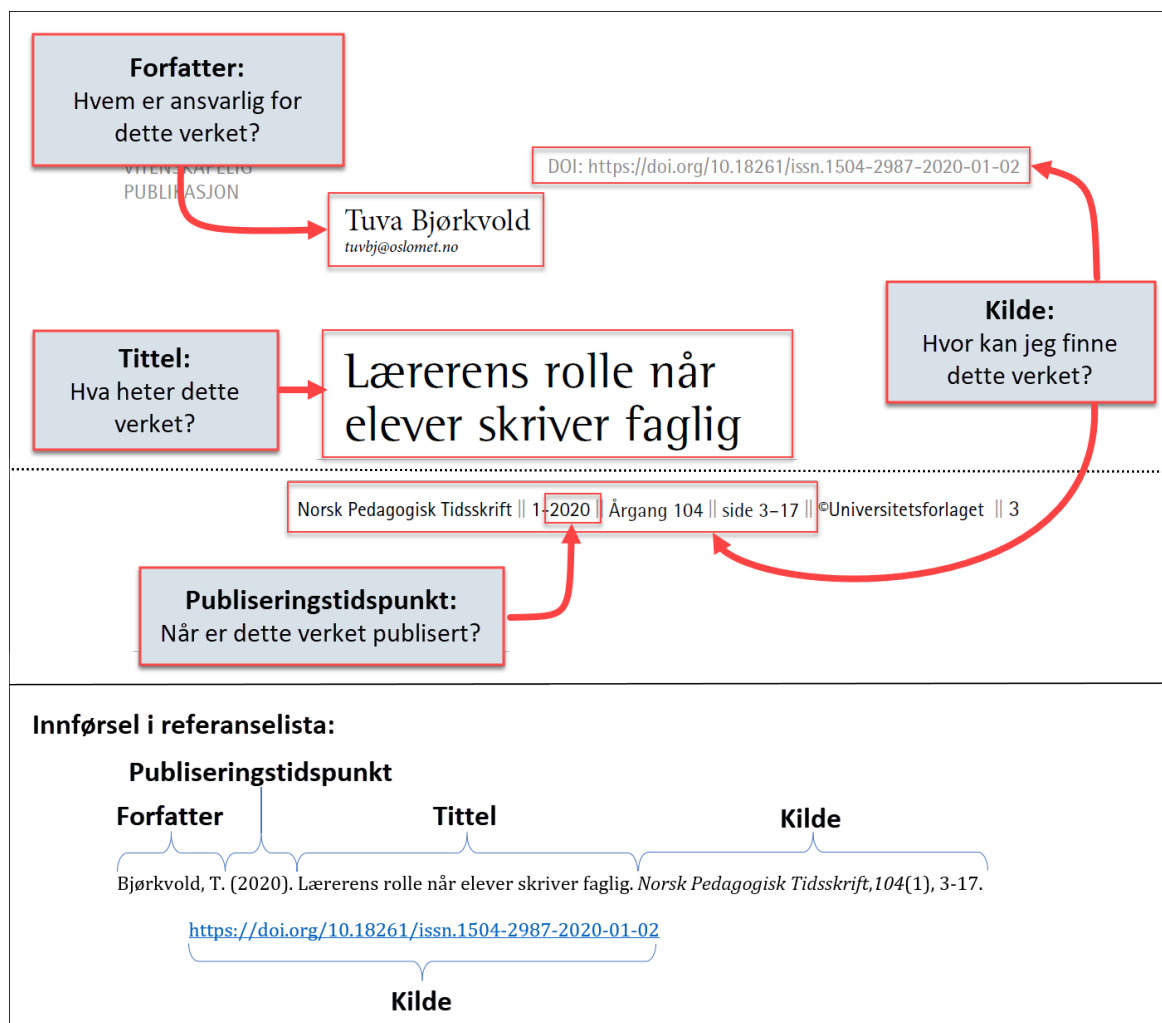 Forfatter:
Hvem er ansvarlig for
dette verket?
VITENSKAPELIG
PUBLIKASJON
DOI: https://doi.org/10.18261/issn.1504-2987-2020-01-02
Tuva Bjørkvold
tuvbj@oslomet.no
Kilde:
Hvor kan jeg finne
dette verket?
Tittel:
Hva heter dette
verket?
Lærerens rolle når
elever skriver faglig
Norsk Pedagogisk Tidsskrift || 1-2020 || Årgang 104 || side 3–17 || ©Universitetsforlaget || 3
Publiseringstidspunkt:
Når er dette verket publisert?
Innførsel i referanselista:
Publiseringstidspunkt
Forfatter Tittel Kilde
Bjørkvold, T. (2020). Lærerens rolle når elever skriver faglig. Norsk Pedagogisk Tidsskrift,104(1), 3-17.
https://doi.org/10.18261/issn.1504-2987-2020-01-02
Kilde